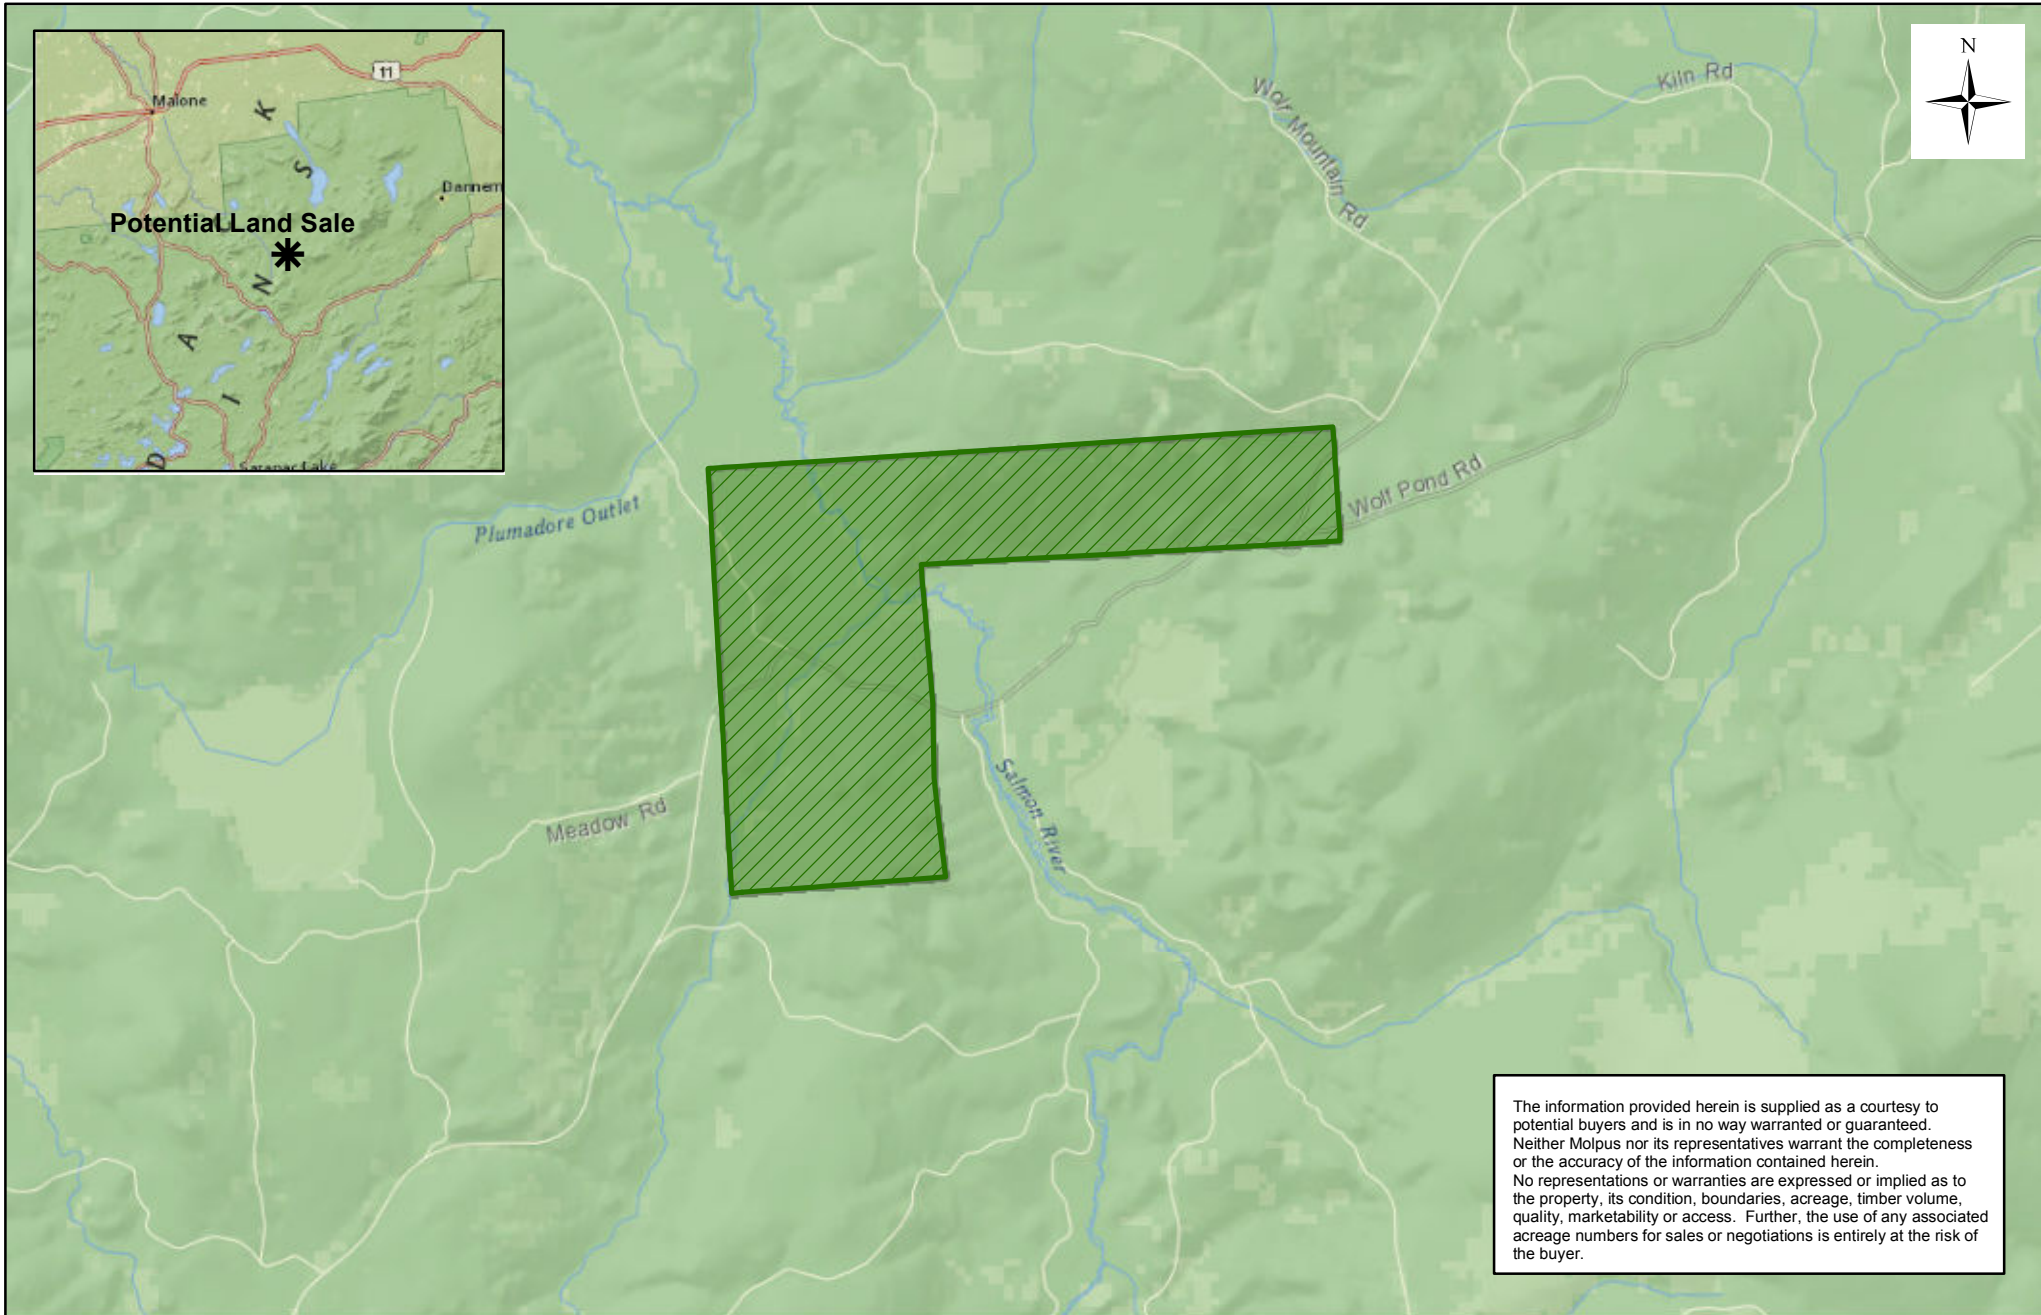 11
Malone
K
S
Dannem
Potential Land Sale
N
A
I
D
Saranac Lake
N
Kiln Rd
Wolf Mountain Rd
Wolf Pond Rd
Plumadore Outlet
Meadow Rd
Salmon River
The information provided herein is supplied as a courtesy to
potential buyers and is in no way warranted or guaranteed.
Neither Molpus nor its representatives warrant the completeness
or the accuracy of the information contained herein.
No representations or warranties are expressed or implied as to
the property, its condition, boundaries, acreage, timber volume,
quality, marketability or access. Further, the use of any associated
acreage numbers for sales or negotiations is entirely at the risk of
the buyer.